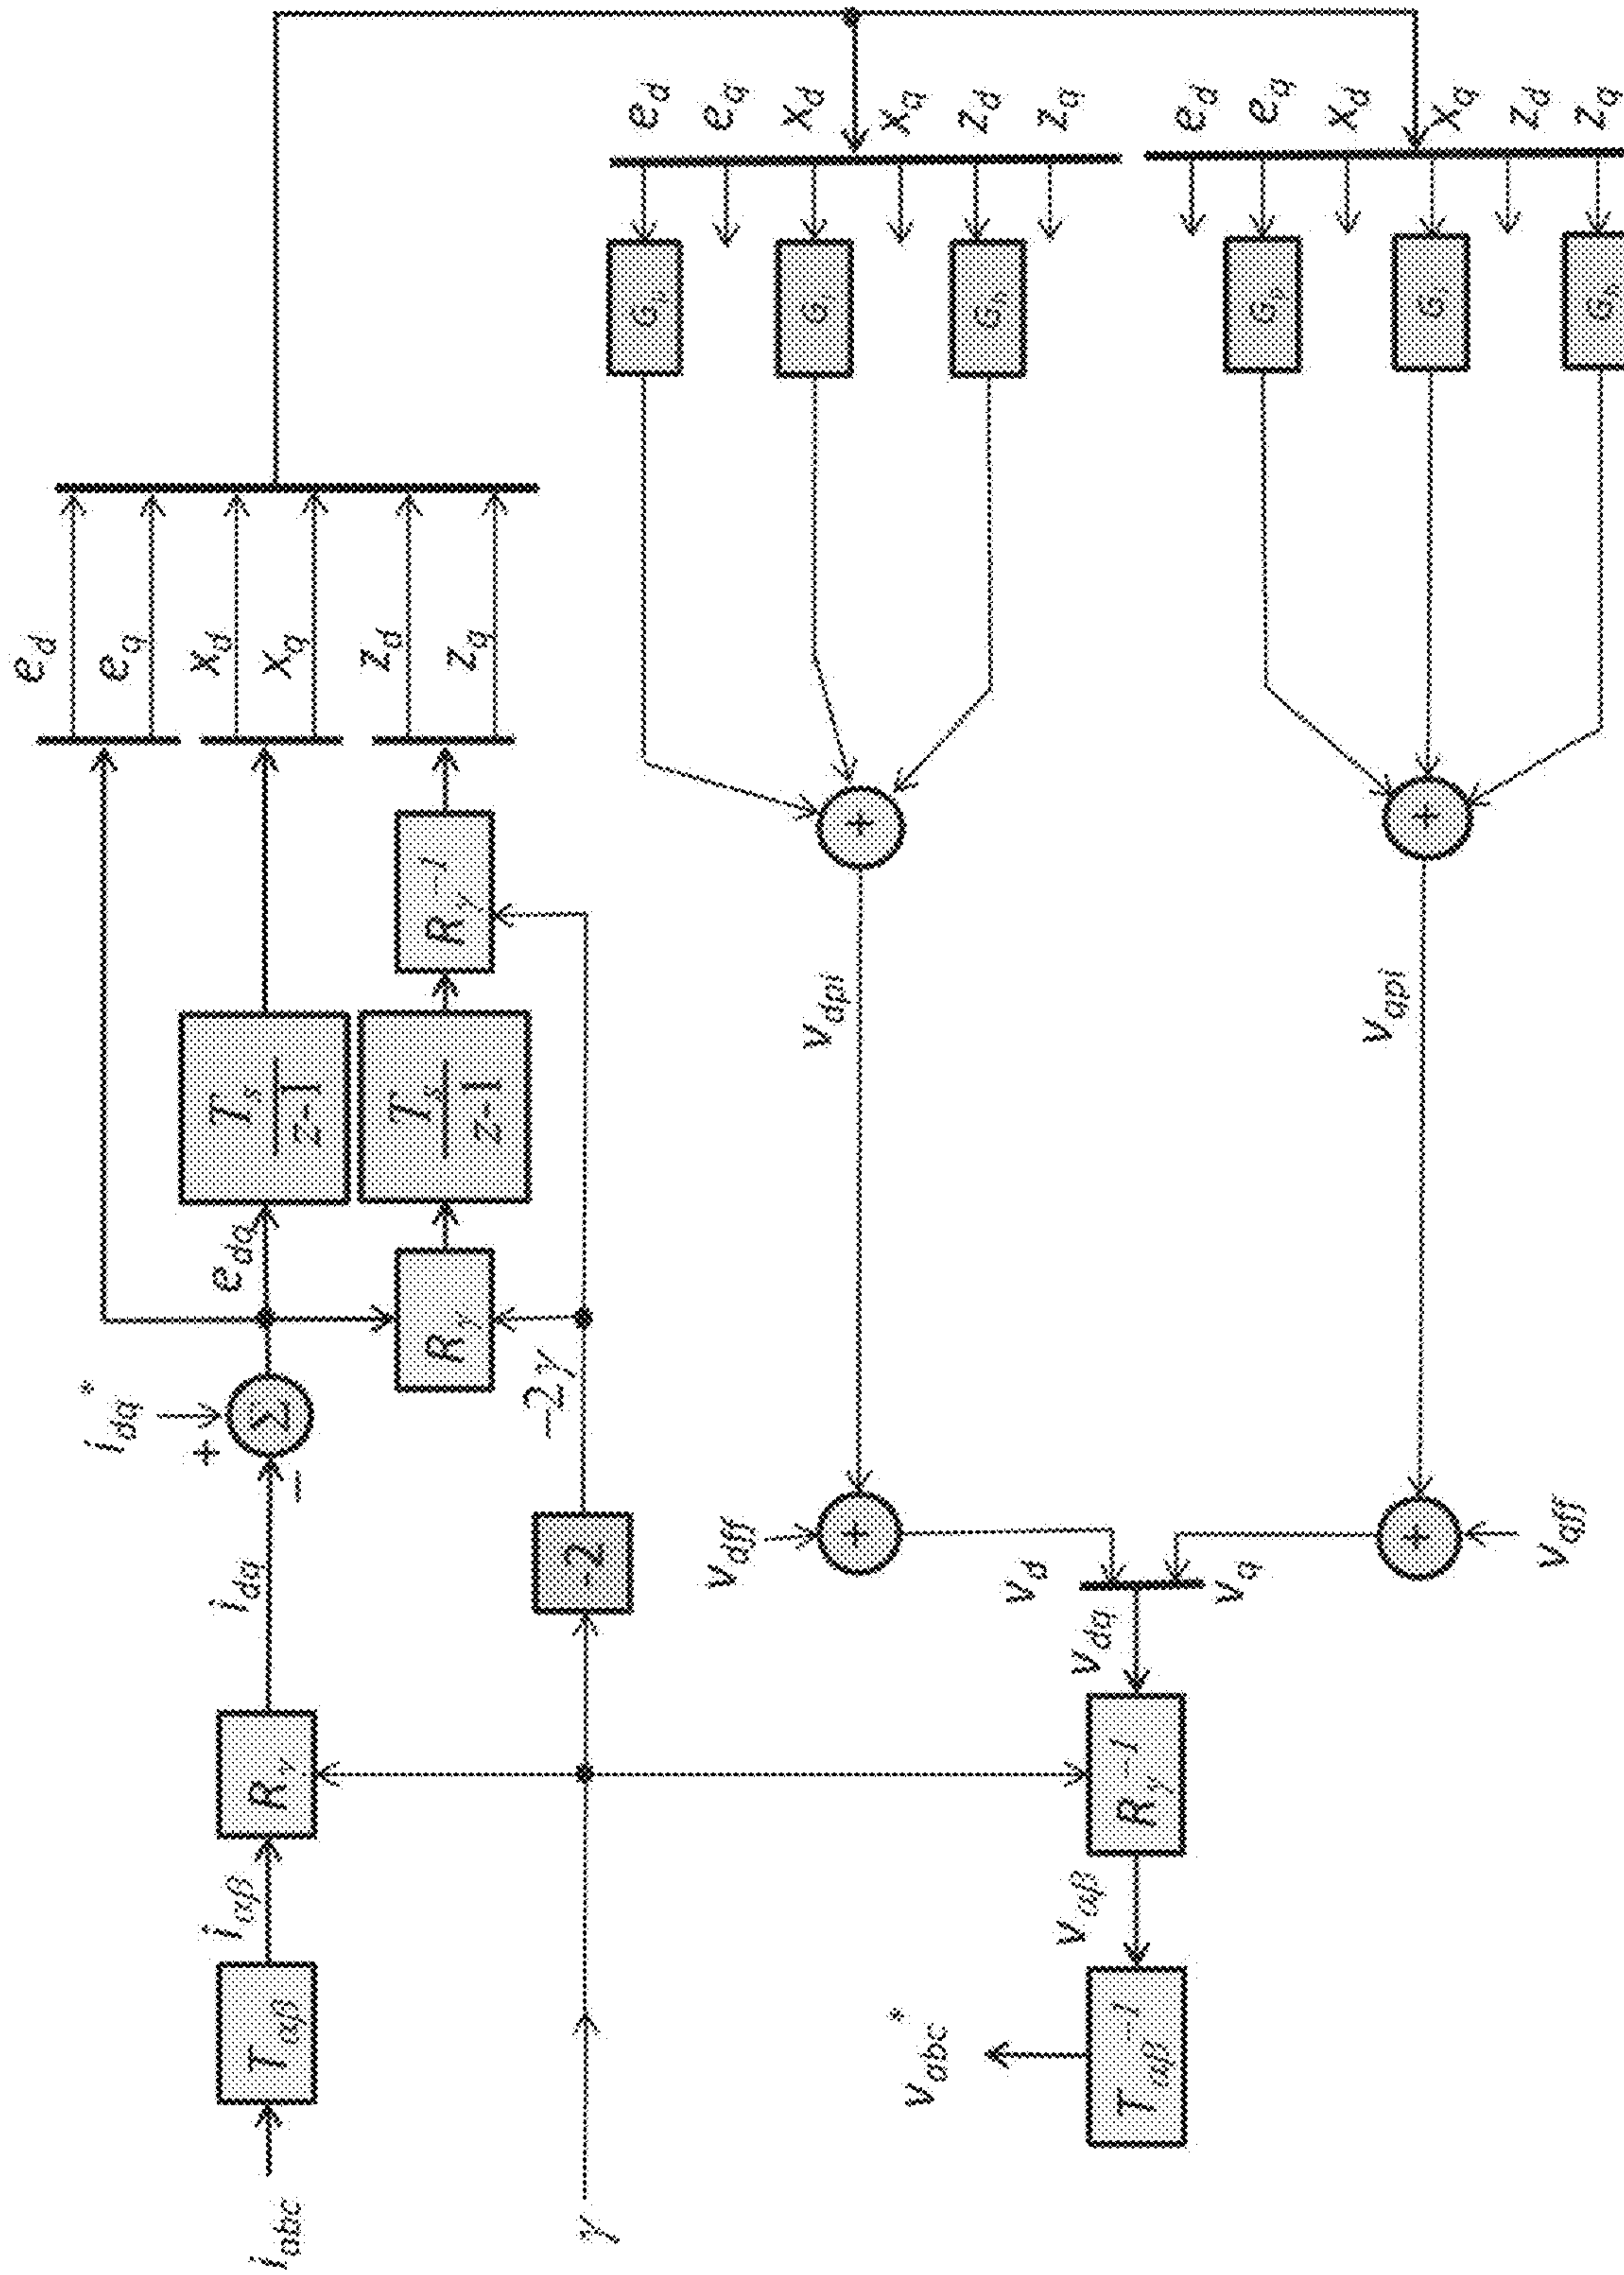 i_abc
T_αβ
i_αβ
R_γ
i_dq
i_dq*
+
−
Σ
e_dq
T_s
z-1
T_s
z-1
R_γ
R_γ^-1
γ
-2
-2γ
e_d
e_q
x_d
x_q
z_d
z_q
e_d
e_q
x_d
x_q
z_d
z_q
e_d
e_q
x_d
x_q
z_d
z_q
G
G
G
G
G
G
+
v_dpi
+
v_qpi
v_dff
+
v_qff
+
v_d
v_q
v_dq
R_γ^-1
v_αβ
T_αβ^-1
v_abc*